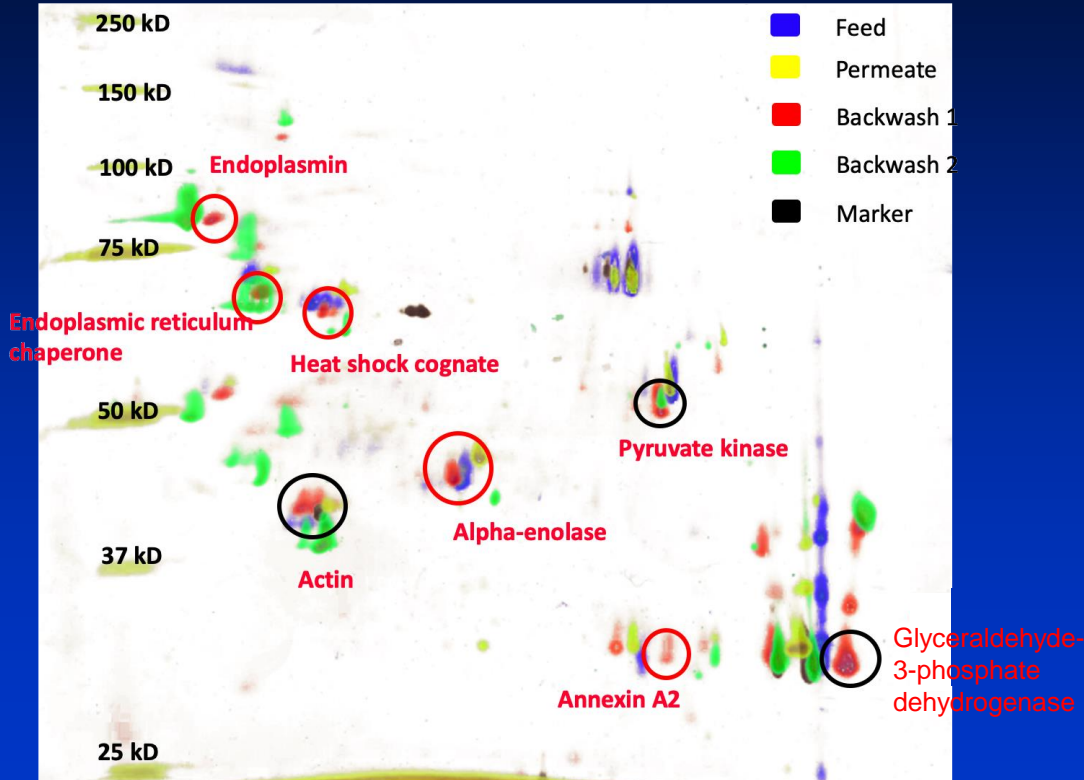 250 kD
Feed
Permeate
150 kD
Backwash 1
100 kD
Endoplasmin
Backwash 2
Marker
75 kD
Endoplasmic reticulum
chaperone
Heat shock cognate
50 kD
Pyruvate kinase
Alpha-enolase
37 kD
Actin
Glyceraldehyde-
3-phosphate
dehydrogenase
Annexin A2
25 kD